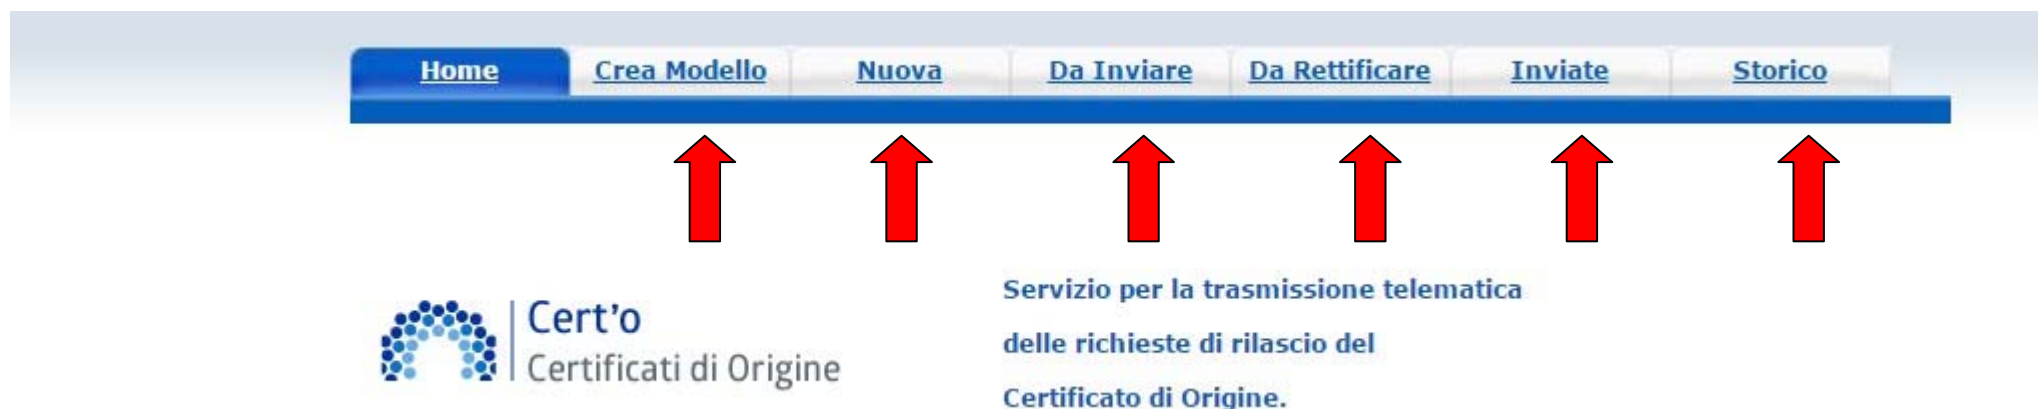 Home Crea Modello Nuova Da Inviare Da Rettificare Inviate Storico
Cert'o
Certificati di Origine
Servizio per la trasmissione telematica
delle richieste di rilascio del
Certificato di Origine.